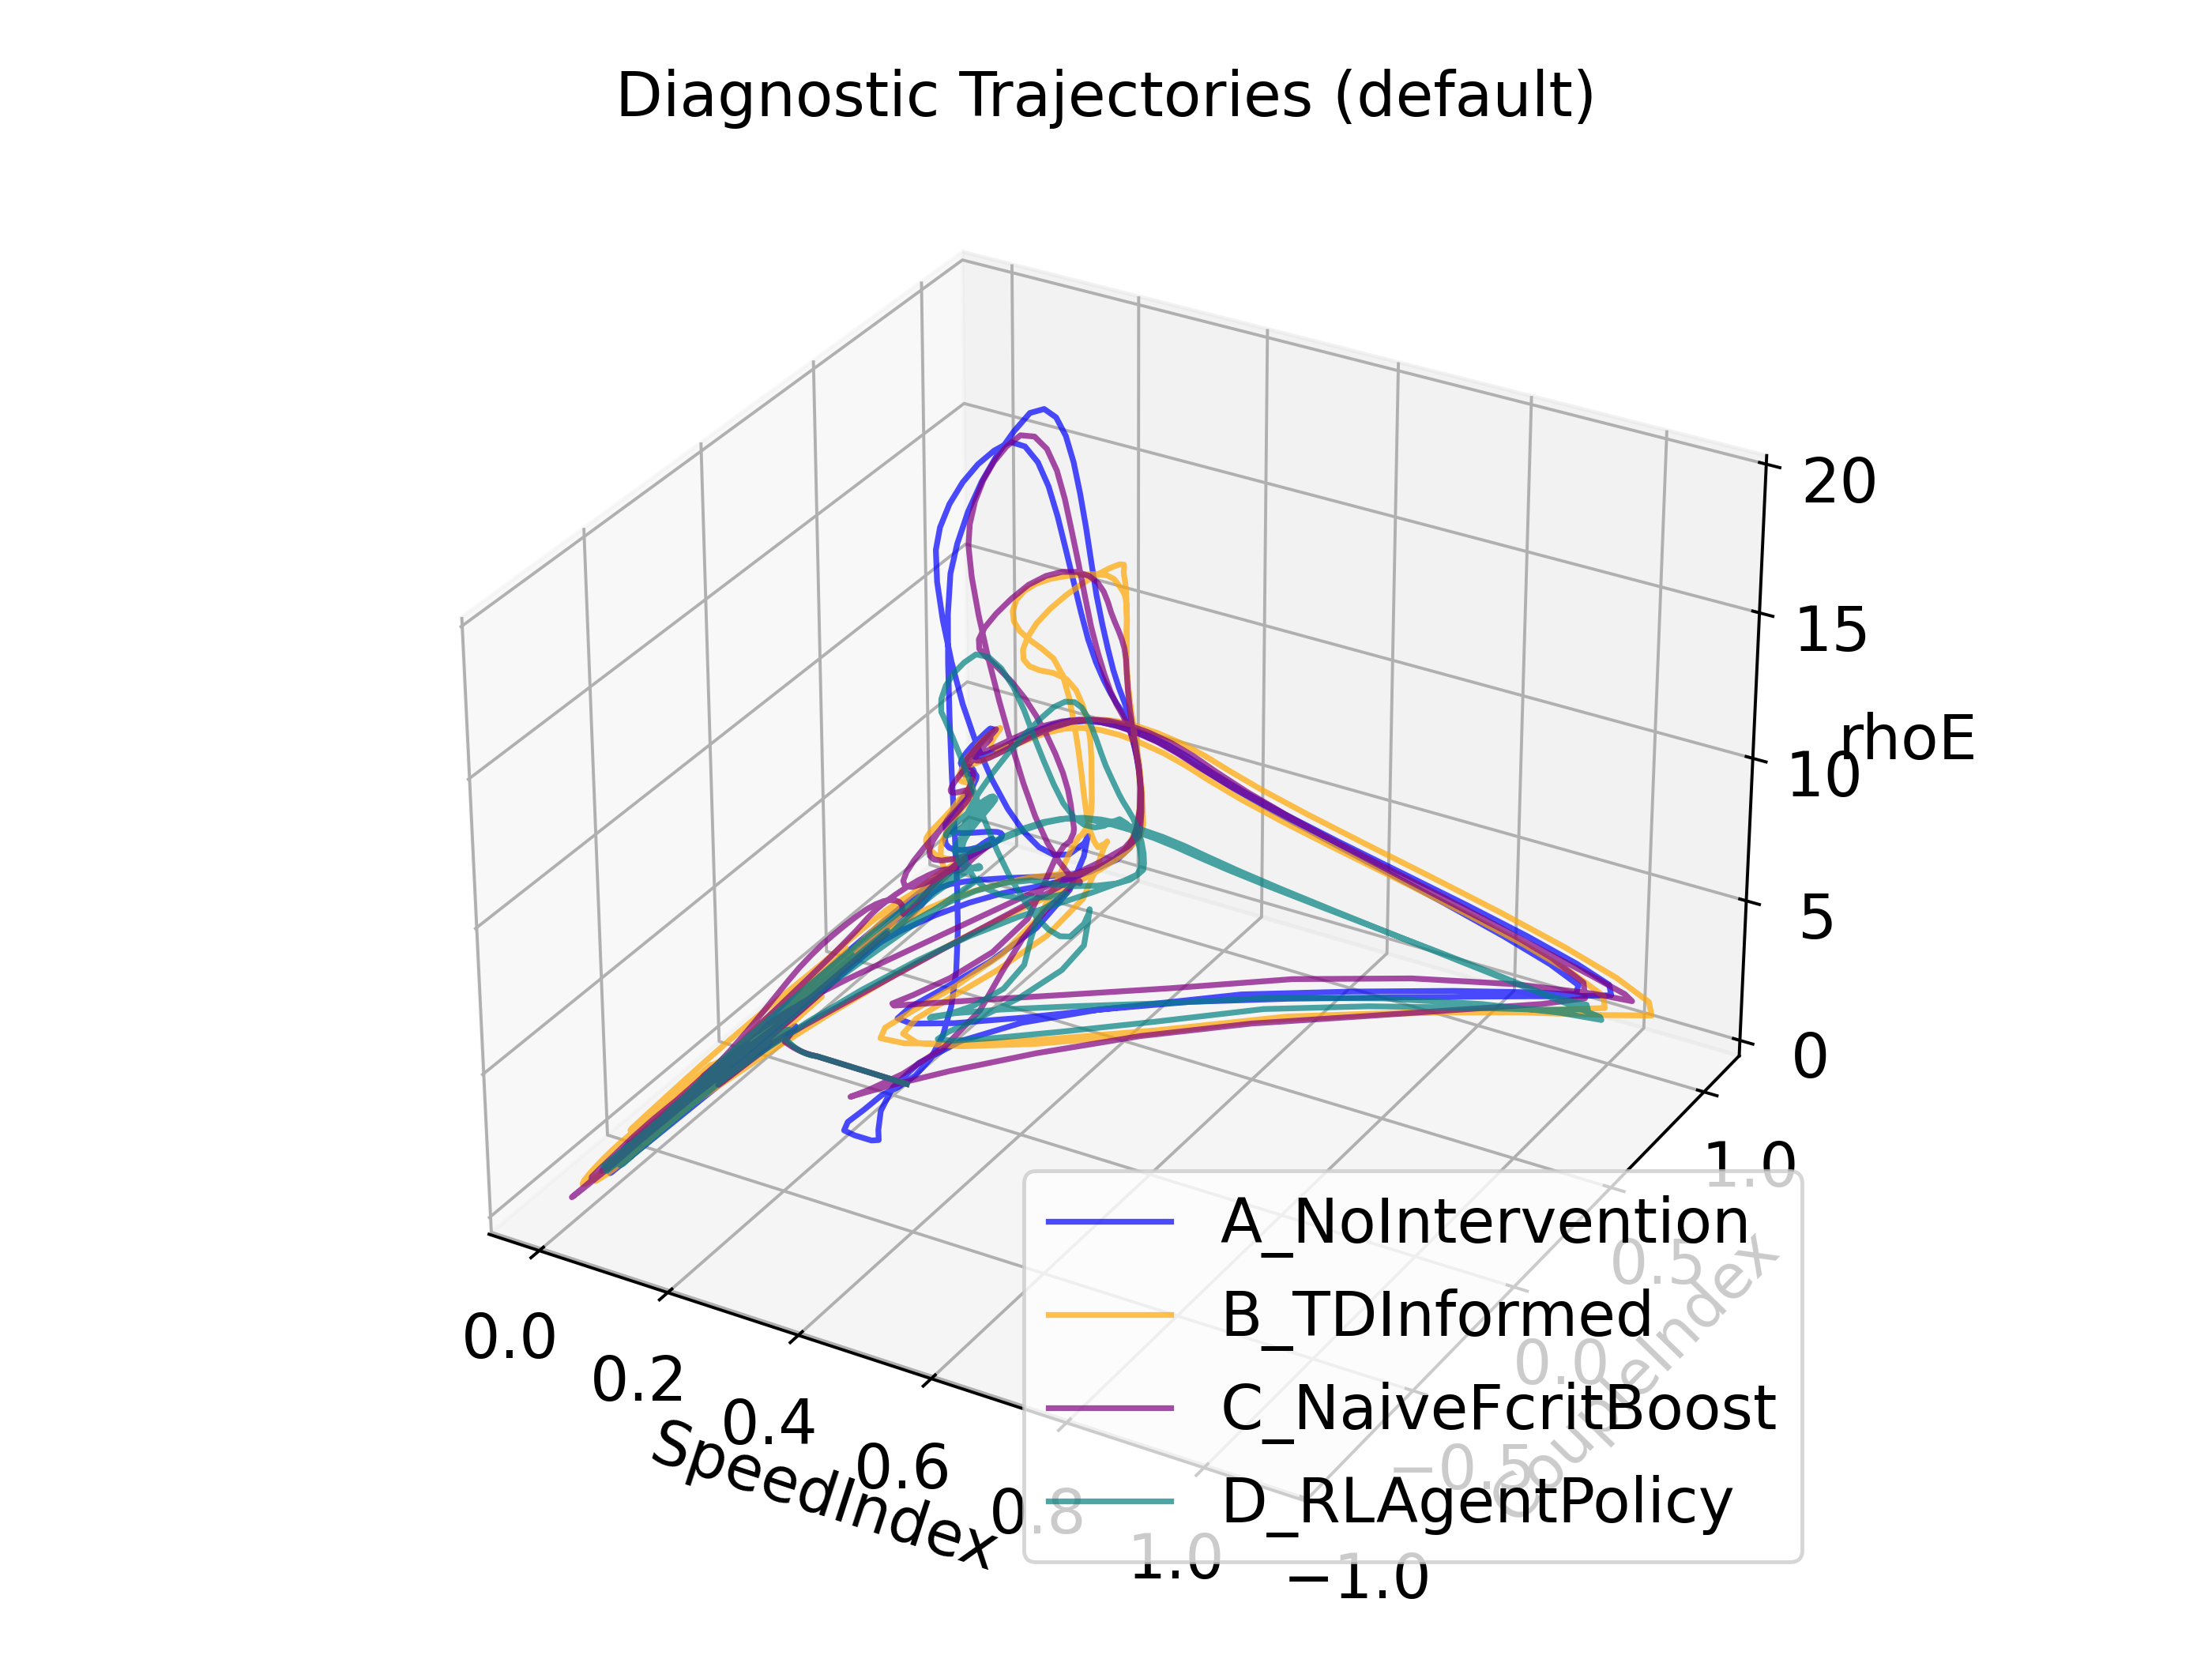 Diagnostic Trajectories (default)
20
15
rhoE
10
5
0
1.0
0.5
0.0
−0.5
−1.0
CoupleIndex
0.0
0.2
0.4
0.6
0.8
1.0
SpeedIndex
A_NoIntervention
B_TDInformed
C_NaiveFcritBoost
D_RLAgentPolicy